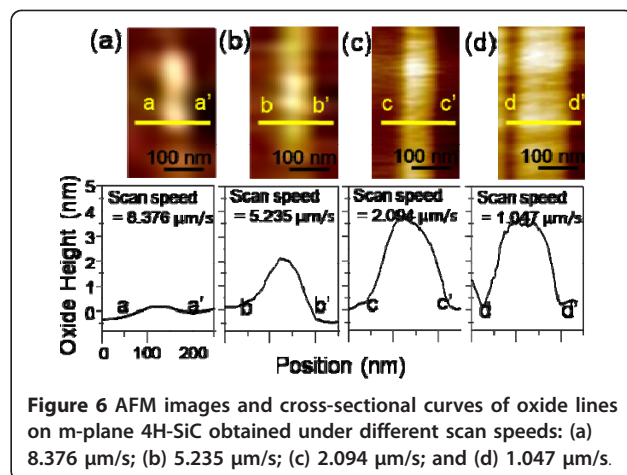 (a) (b) (c) (d)
a a' b b' c c' d d'
100 nm 100 nm 100 nm 100 nm
Oxide Height (nm)
5
4
3
2
1
0
Scan speed = 8.376 µm/s
Scan speed = 5.235 µm/s
Scan speed = 2.094 µm/s
Scan speed = 1.047 µm/s
a a' b b' c c' d d'
0 100 200
Position (nm)
Figure 6 AFM images and cross-sectional curves of oxide lines
on m-plane 4H-SiC obtained under different scan speeds: (a)
8.376 µm/s; (b) 5.235 µm/s; (c) 2.094 µm/s; and (d) 1.047 µm/s.